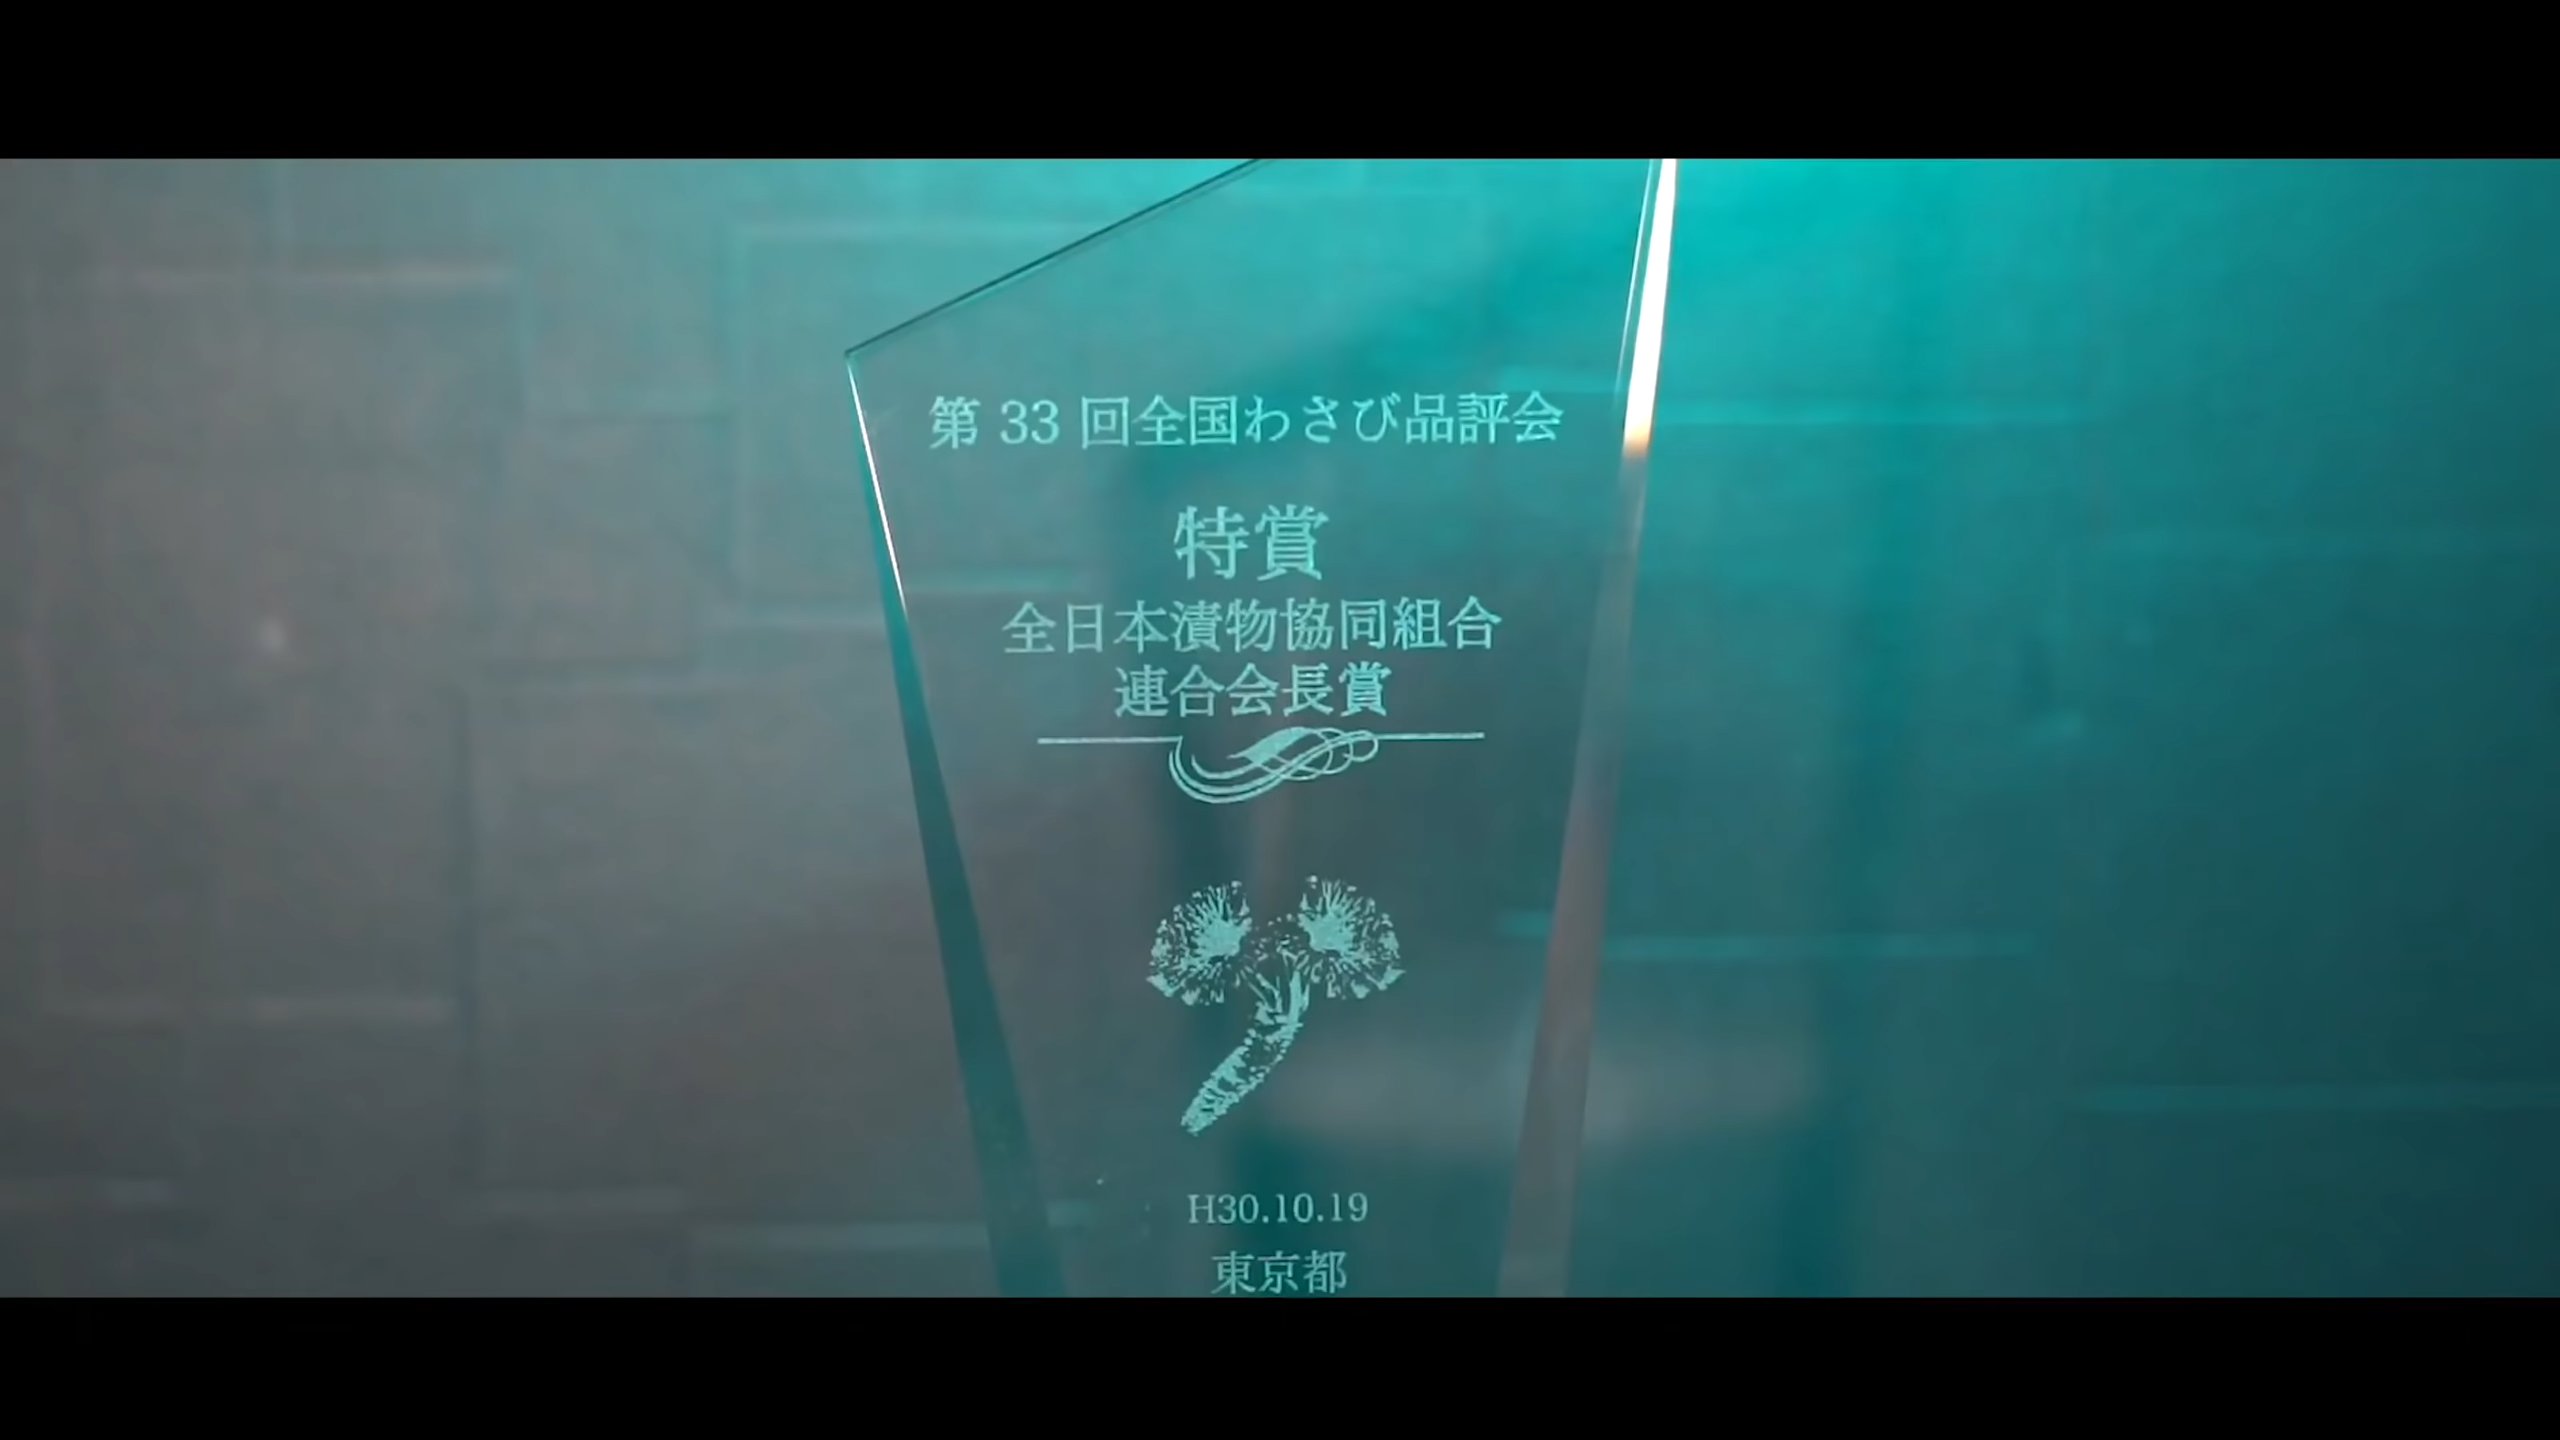 第 33 回全国わさび品評会
特賞
全日本漬物協同組合
連合会長賞
H30.10.19
東京都